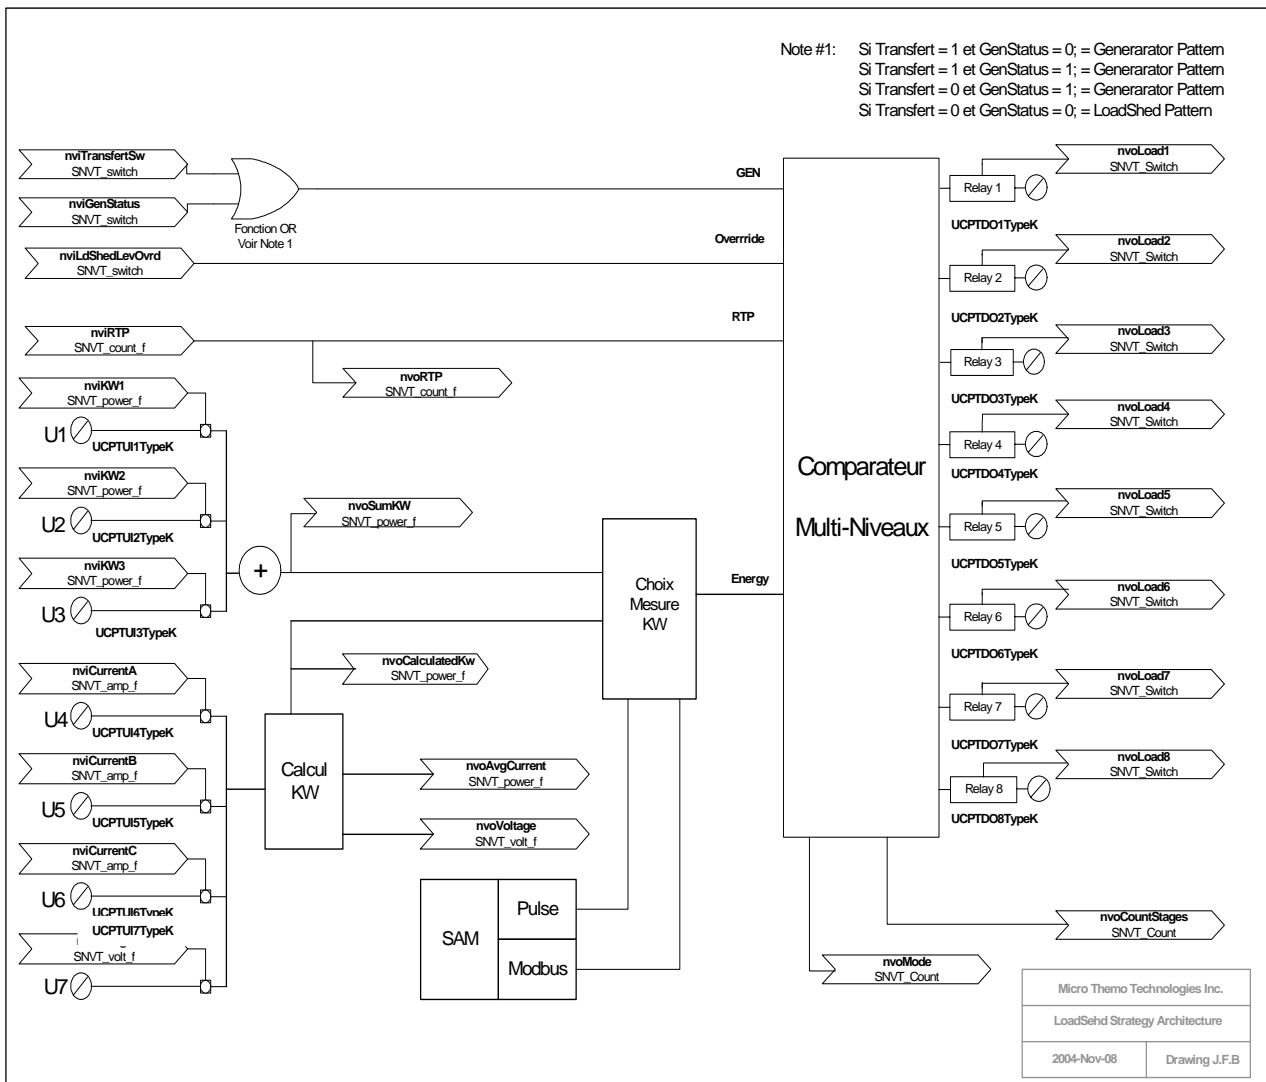 Note #1: Si Transfert = 1 et GenStatus = 0; = Generarator Pattern
Si Transfert = 1 et GenStatus = 1; = Generarator Pattern
Si Transfert = 0 et GenStatus = 1; = Generarator Pattern
Si Transfert = 0 et GenStatus = 0; = LoadShed Pattern
nviTransfertSw
SNVT_switch
nviGenStatus
SNVT_switch
Fonction OR
Voir Note 1
nviLdShedLevOvrd
SNVT_switch
nviRTP
SNVT_count_f
nvoRTP
SNVT_count_f
GEN
Overrride
RTP
nviKW1
SNVT_power_f
U1
UCPTUI1TypeK
nviKW2
SNVT_power_f
U2
UCPTUI2TypeK
nviKW3
SNVT_power_f
U3
UCPTUI3TypeK
+
nvoSumKW
SNVT_power_f
nvoCalculatedKw
SNVT_power_f
Choix
Mesure
KW
Energy
nviCurrentA
SNVT_amp_f
U4
UCPTUI4TypeK
nviCurrentB
SNVT_amp_f
U5
UCPTUI5TypeK
nviCurrentC
SNVT_amp_f
U6
UCPTUI6TypeK
UCPTUI7TypeK
SNVT_volt_f
U7
Calcul
KW
nvoAvgCurrent
SNVT_power_f
nvoVoltage
SNVT_volt_f
SAM
Pulse
Modbus
Comparateur
Multi-Niveaux
nvoLoad1
SNVT_Switch
Relay 1
UCPTDO1TypeK
nvoLoad2
SNVT_Switch
Relay 2
UCPTDO2TypeK
nvoLoad3
SNVT_Switch
Relay 3
UCPTDO3TypeK
nvoLoad4
SNVT_Switch
Relay 4
UCPTDO4TypeK
nvoLoad5
SNVT_Switch
Relay 5
UCPTDO5TypeK
nvoLoad6
SNVT_Switch
Relay 6
UCPTDO6TypeK
nvoLoad7
SNVT_Switch
Relay 7
UCPTDO7TypeK
nvoLoad8
SNVT_Switch
Relay 8
UCPTDO8TypeK
nvoCountStages
SNVT_Count
nvoMode
SNVT_Count
Micro Themo Technologies Inc.
LoadSehd Strategy Architecture
2004-Nov-08 Drawing J.F.B